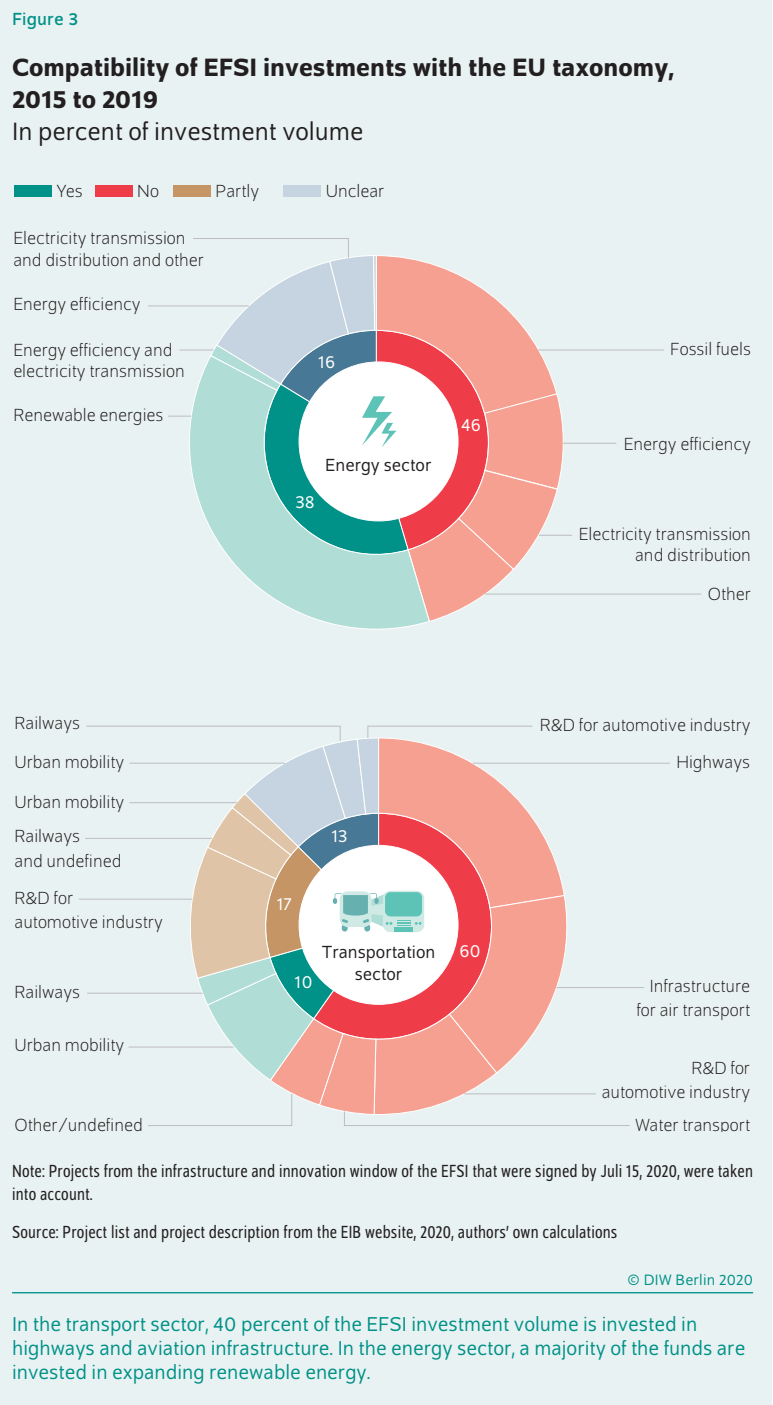 Figure 3
Compatibility of EFSI investments with the EU taxonomy,
2015 to 2019
In percent of investment volume
Yes No Partly Unclear
Electricity transmission
and distribution and other
Energy efficiency
Energy efficiency and
electricity transmission
Renewable energies
16
46
38
Energy sector
Fossil fuels
Energy efficiency
Electricity transmission
and distribution
Other
Railways
Urban mobility
Urban mobility
Railways
and undefined
R&D for
automotive industry
Railways
Urban mobility
Other/undefined
13
17
10
60
Transportation
sector
R&D for automotive industry
Highways
Infrastructure
for air transport
R&D for
automotive industry
Water transport
Note: Projects from the infrastructure and innovation window of the EFSI that were signed by Juli 15, 2020, were taken
into account.
Source: Project list and project description from the EIB website, 2020, authors’ own calculations
© DIW Berlin 2020
In the transport sector, 40 percent of the EFSI investment volume is invested in
highways and aviation infrastructure. In the energy sector, a majority of the funds are
invested in expanding renewable energy.